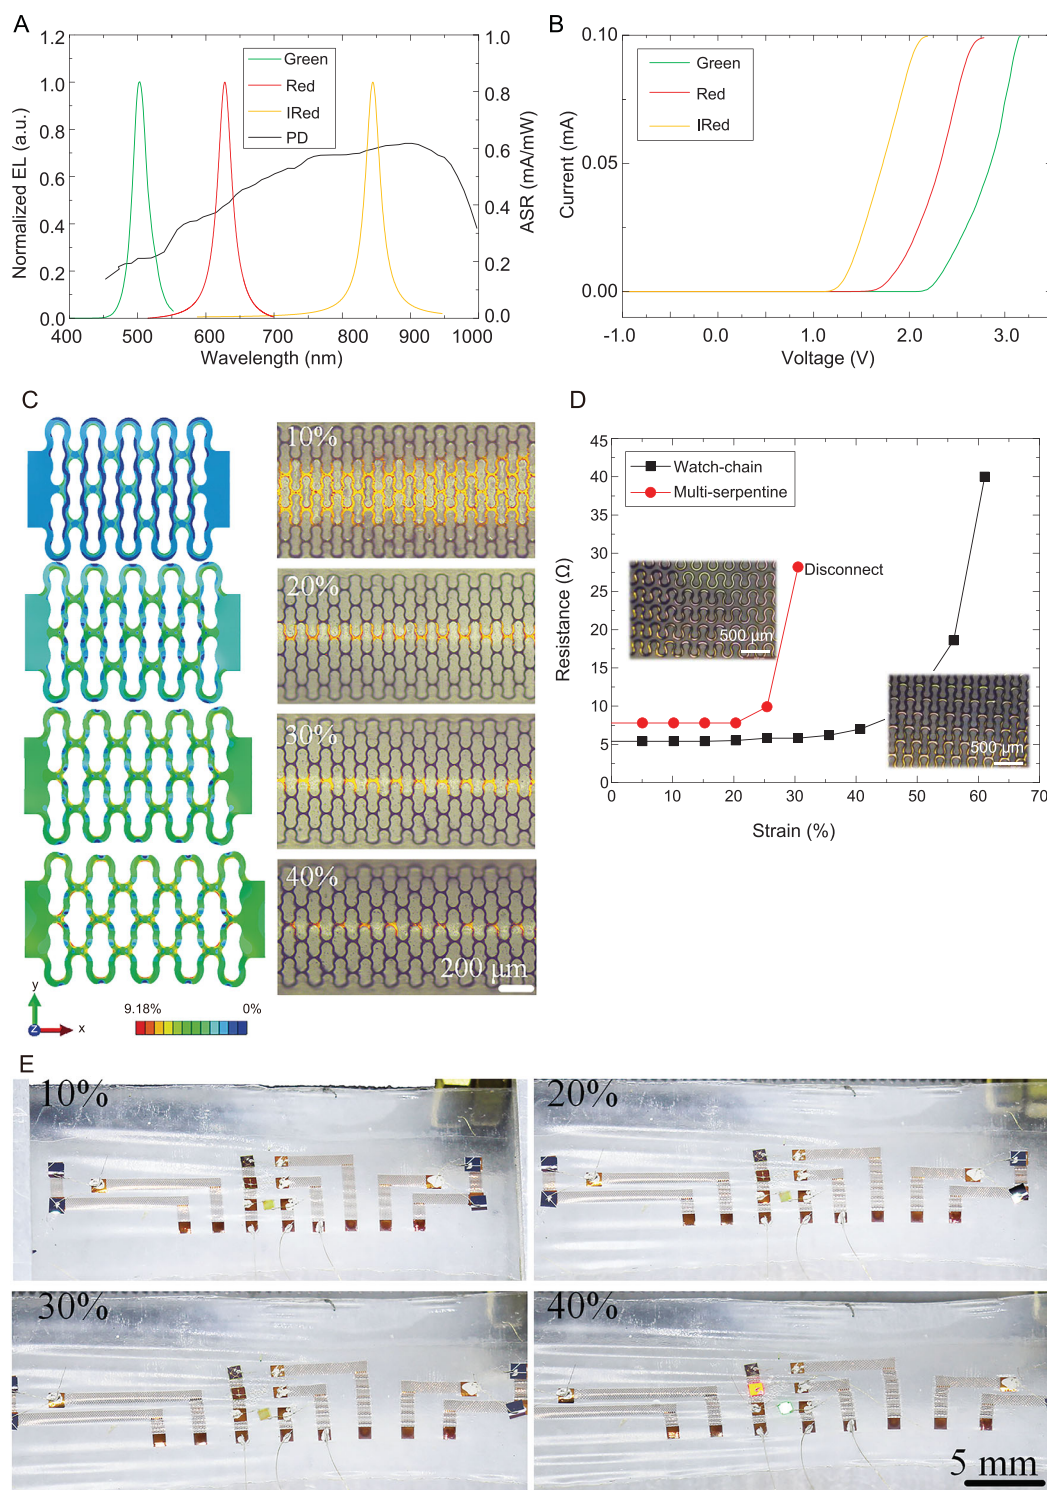 A
Normalized EL (a.u.)
1.2
1.0
0.8
0.6
0.4
0.2
0.0
400
500
600
700
800
900
1000
Wavelength (nm)
1.0
0.8
0.6
0.4
0.2
0.0
ASR (mA/mW)
Green
Red
IRed
PD
B
Current (mA)
0.10
0.05
0.00
-1.0
0.0
1.0
2.0
3.0
Voltage (V)
Green
Red
IRed
C
10%
20%
30%
40%
200 μm
y
z
x
9.18%
0%
D
Resistance (Ω)
45
40
35
30
25
20
15
10
5
0
0
10
20
30
40
50
60
70
Strain (%)
Watch-chain
Multi-serpentine
Disconnect
500 μm
500 μm
E
10%
20%
30%
40%
5 mm